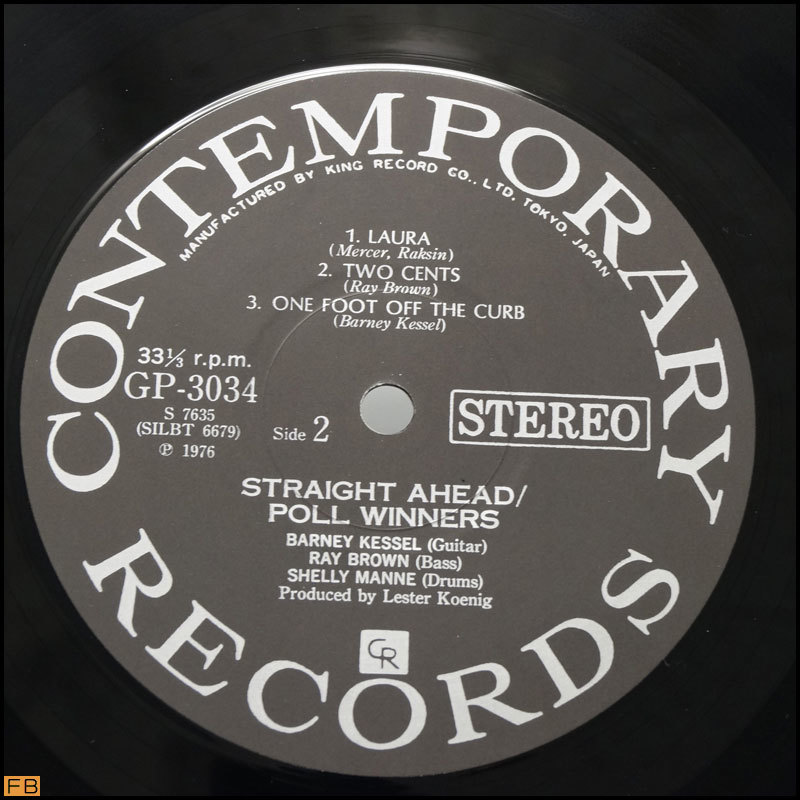 CONTEMPORARY
MANUFACTURED BY KING RECORD CO., LTD. TOKYO, JAPAN
1. LAURA
(Mercer, Raksin)
2. TWO CENTS
(Ray Brown)
3. ONE FOOT OFF THE CURB
(Barney Kessel)
33⅓ r.p.m.
GP-3034
S 7635
(SILBT 6679)
℗ 1976
Side 2
STEREO
STRAIGHT AHEAD/
POLL WINNERS
BARNEY KESSEL (Guitar)
RAY BROWN (Bass)
SHELLY MANNE (Drums)
Produced by Lester Koenig
CR
RECORDS
FB